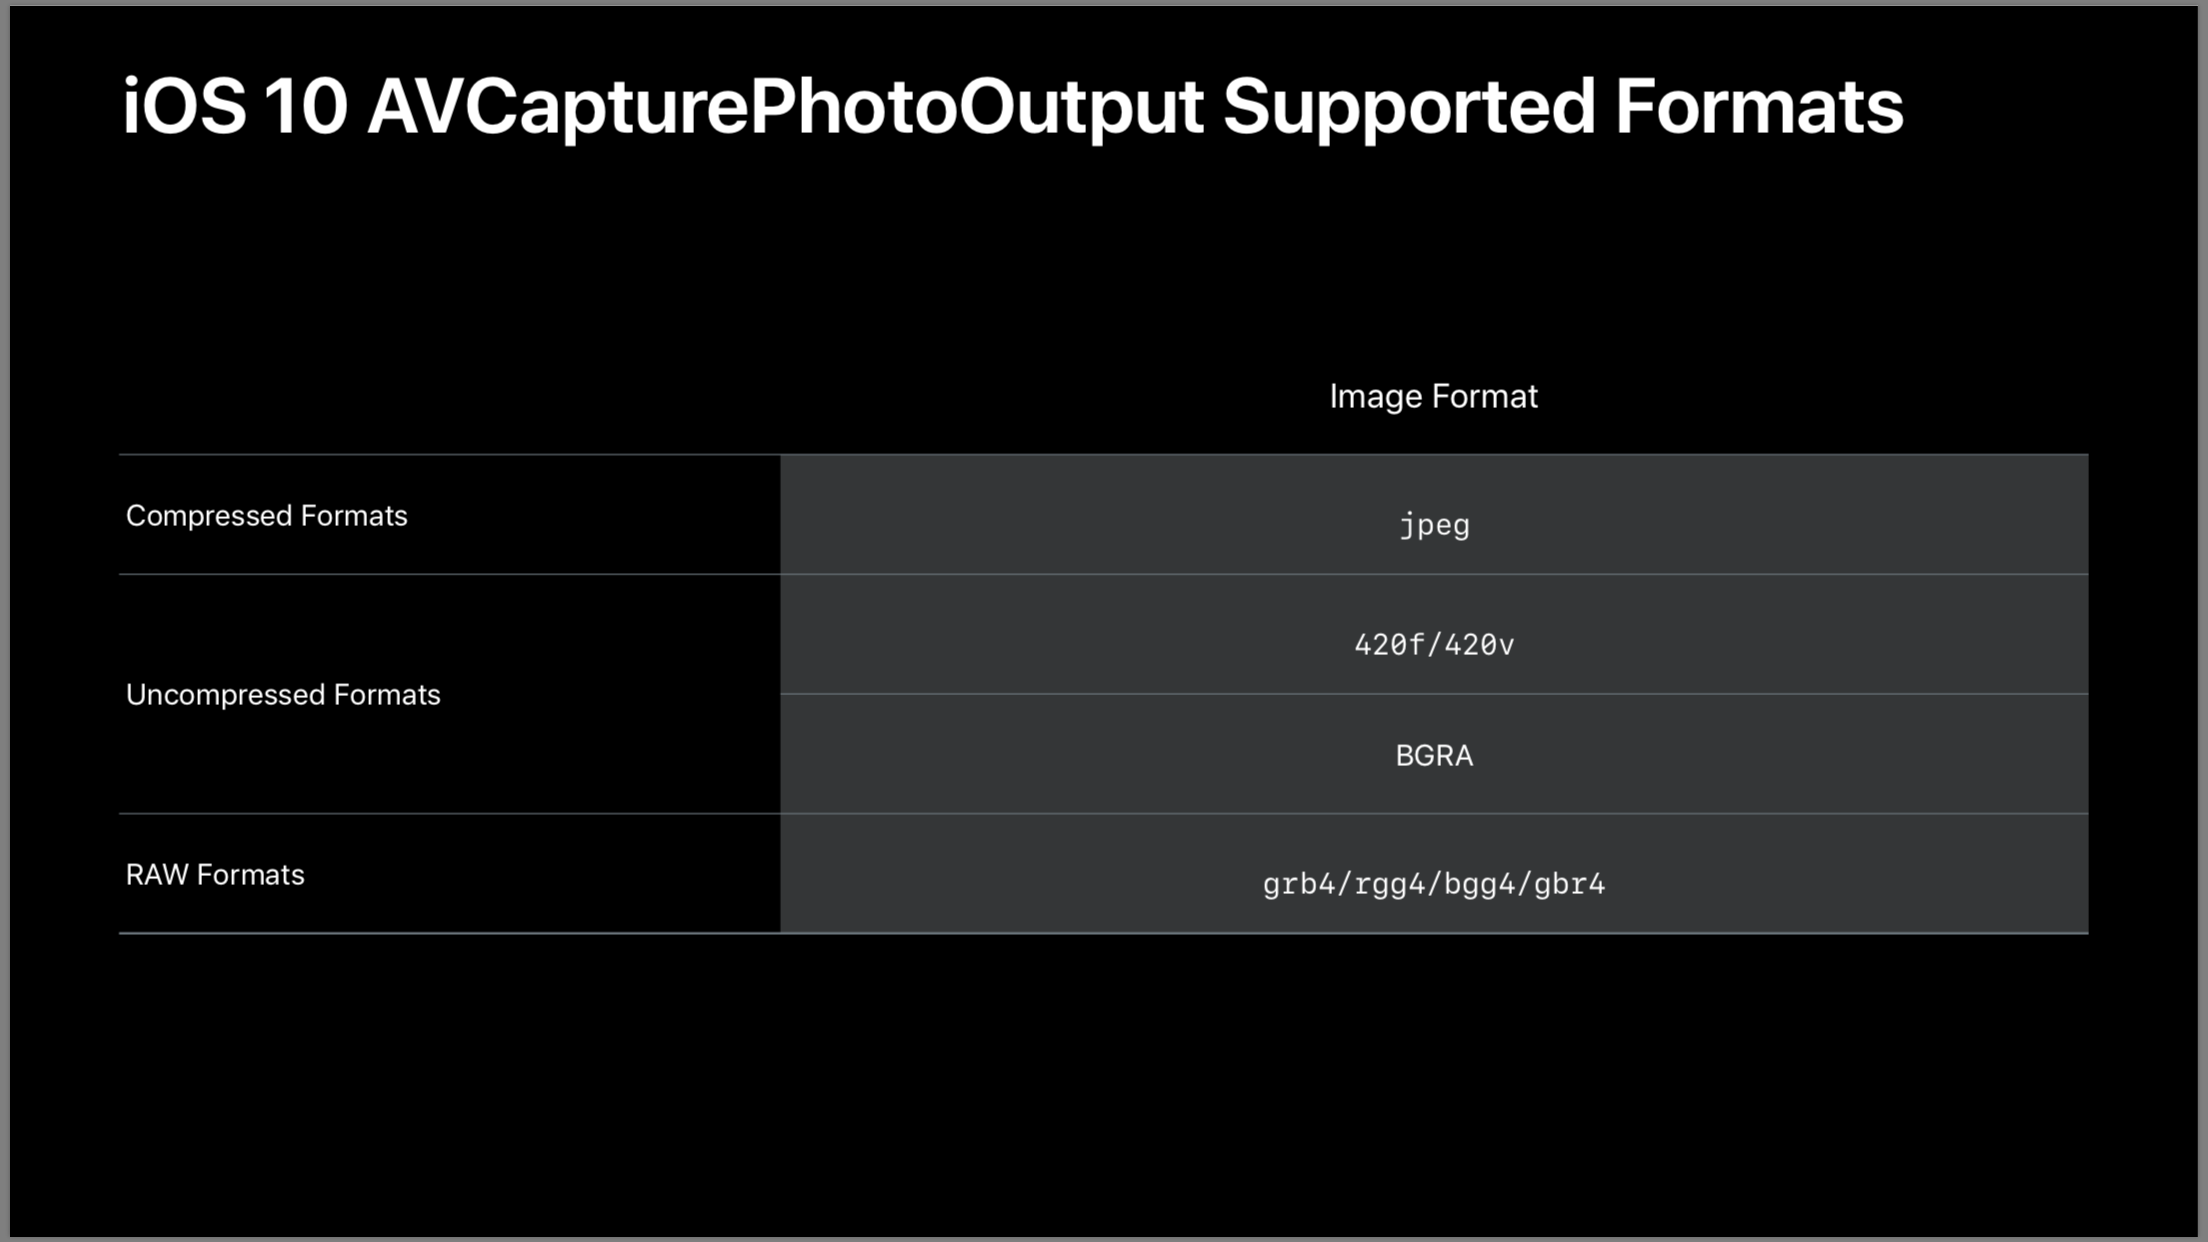 iOS 10 AVCapturePhotoOutput Supported Formats
Image Format
Compressed Formats
jpeg
Uncompressed Formats
420f/420v
BGRA
RAW Formats
grb4/rgg4/bgg4/gbr4